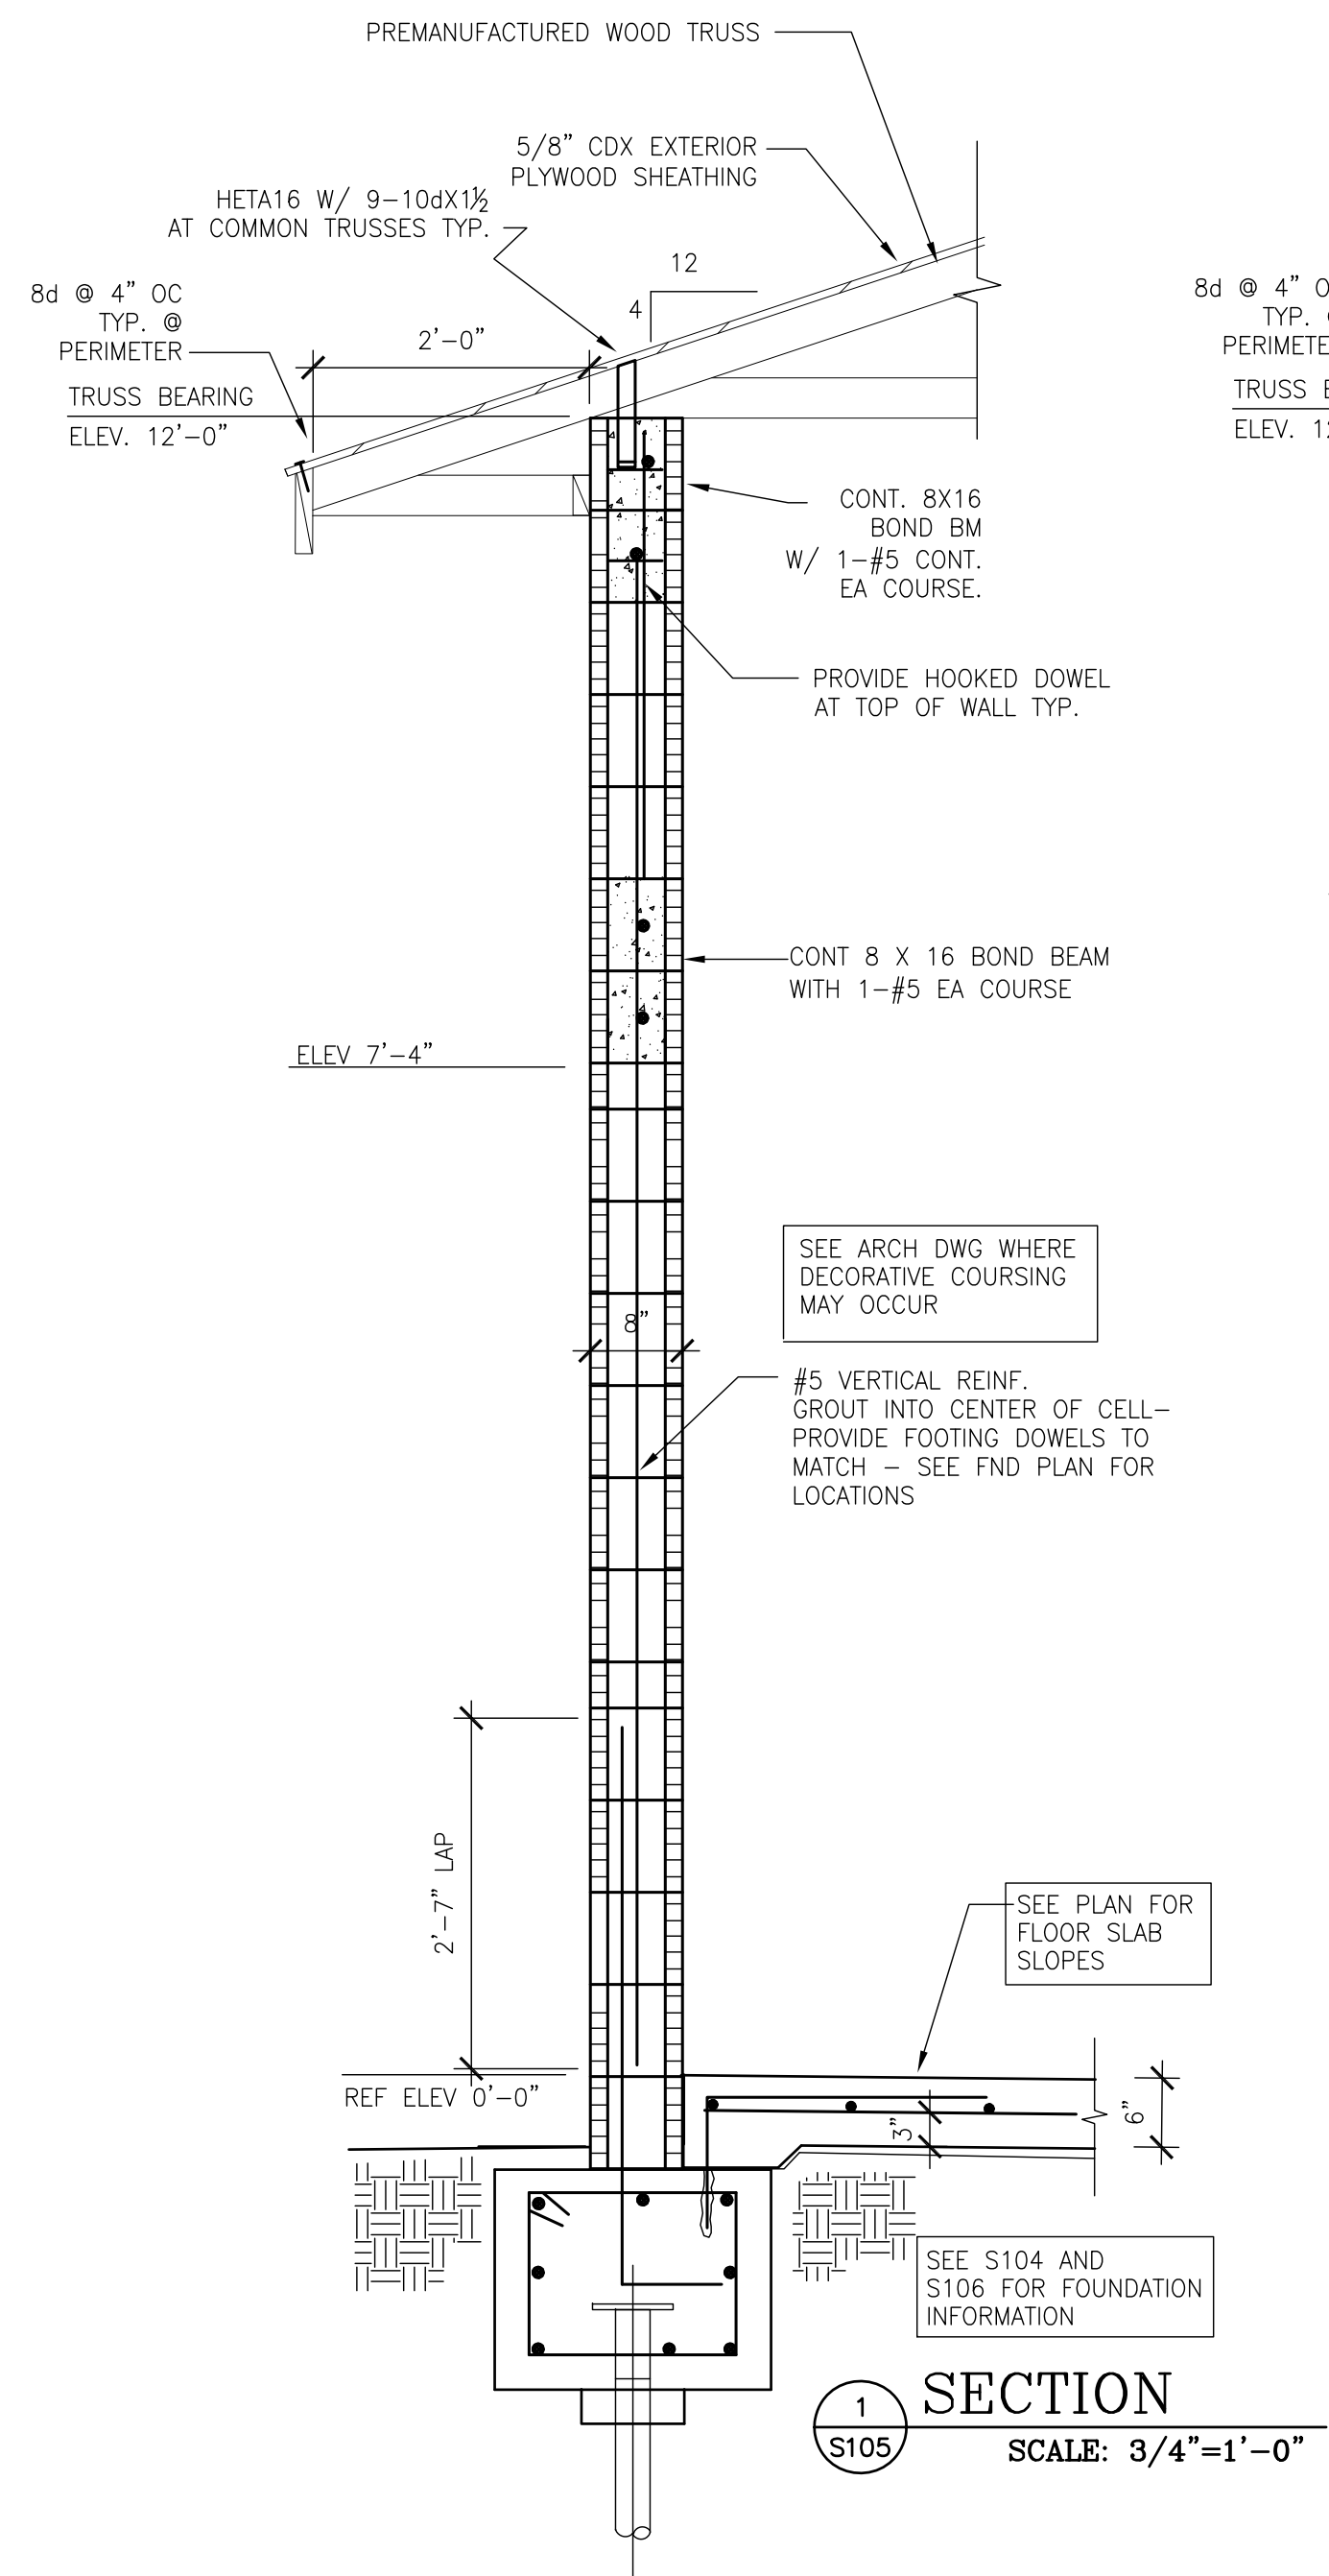 PREMANUFACTURED WOOD TRUSS
5/8" CDX EXTERIOR
PLYWOOD SHEATHING
HETA16 W/ 9-10dX1½
AT COMMON TRUSSES TYP.
12
4
8d @ 4" OC
TYP. @
PERIMETER
2'-0"
TRUSS BEARING
ELEV. 12'-0"
8d @ 4" O
TYP.
PERIMETE
TRUSS
ELEV. 1
CONT. 8X16
BOND BM
W/ 1-#5 CONT.
EA COURSE.
PROVIDE HOOKED DOWEL
AT TOP OF WALL TYP.
CONT 8 X 16 BOND BEAM
WITH 1-#5 EA COURSE
ELEV 7'-4"
SEE ARCH DWG WHERE
DECORATIVE COURSING
MAY OCCUR
8"
#5 VERTICAL REINF.
GROUT INTO CENTER OF CELL-
PROVIDE FOOTING DOWELS TO
MATCH - SEE FND PLAN FOR
LOCATIONS
2'-7" LAP
SEE PLAN FOR
FLOOR SLAB
SLOPES
REF ELEV 0'-0"
3"
6"
SEE S104 AND
S106 FOR FOUNDATION
INFORMATION
1
S105
SECTION
SCALE: 3/4"=1'-0"